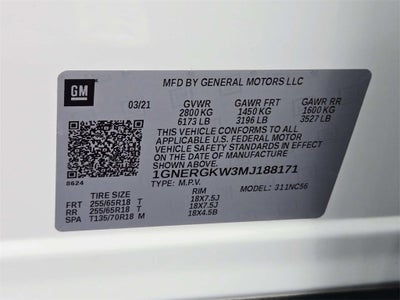 GM
MFD BY GENERAL MOTORS LLC
03/21 GVWR GAWR FRT GAWR RR
2800 KG 1450 KG 1600 KG
6173 LB 3196 LB 3527 LB
THIS VEHICLE CONFORMS TO ALL
APPLICABLE U.S. FEDERAL MOTOR
VEHICLE SAFETY STANDARDS IN EFFECT
ON THE DATE OF MANUFACTURE SHOWN ABOVE.
1GNERGKW3MJ188171
8624
TYPE: M.P.V. MODEL: 311NC56
TIRE SIZE RIM
FRT 255/65R18 T 18X7.5J
RR 255/65R18 T 18X7.5J
SPA T135/70R18 M 18X4.5B